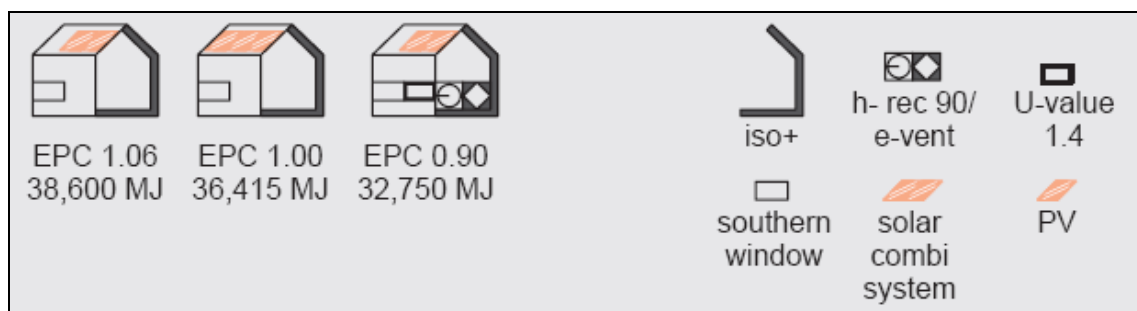 EPC 1.06
38,600 MJ
EPC 1.00
36,415 MJ
EPC 0.90
32,750 MJ
iso+
h- rec 90/
e-vent
U-value
1.4
southern
window
solar
combi
system
PV